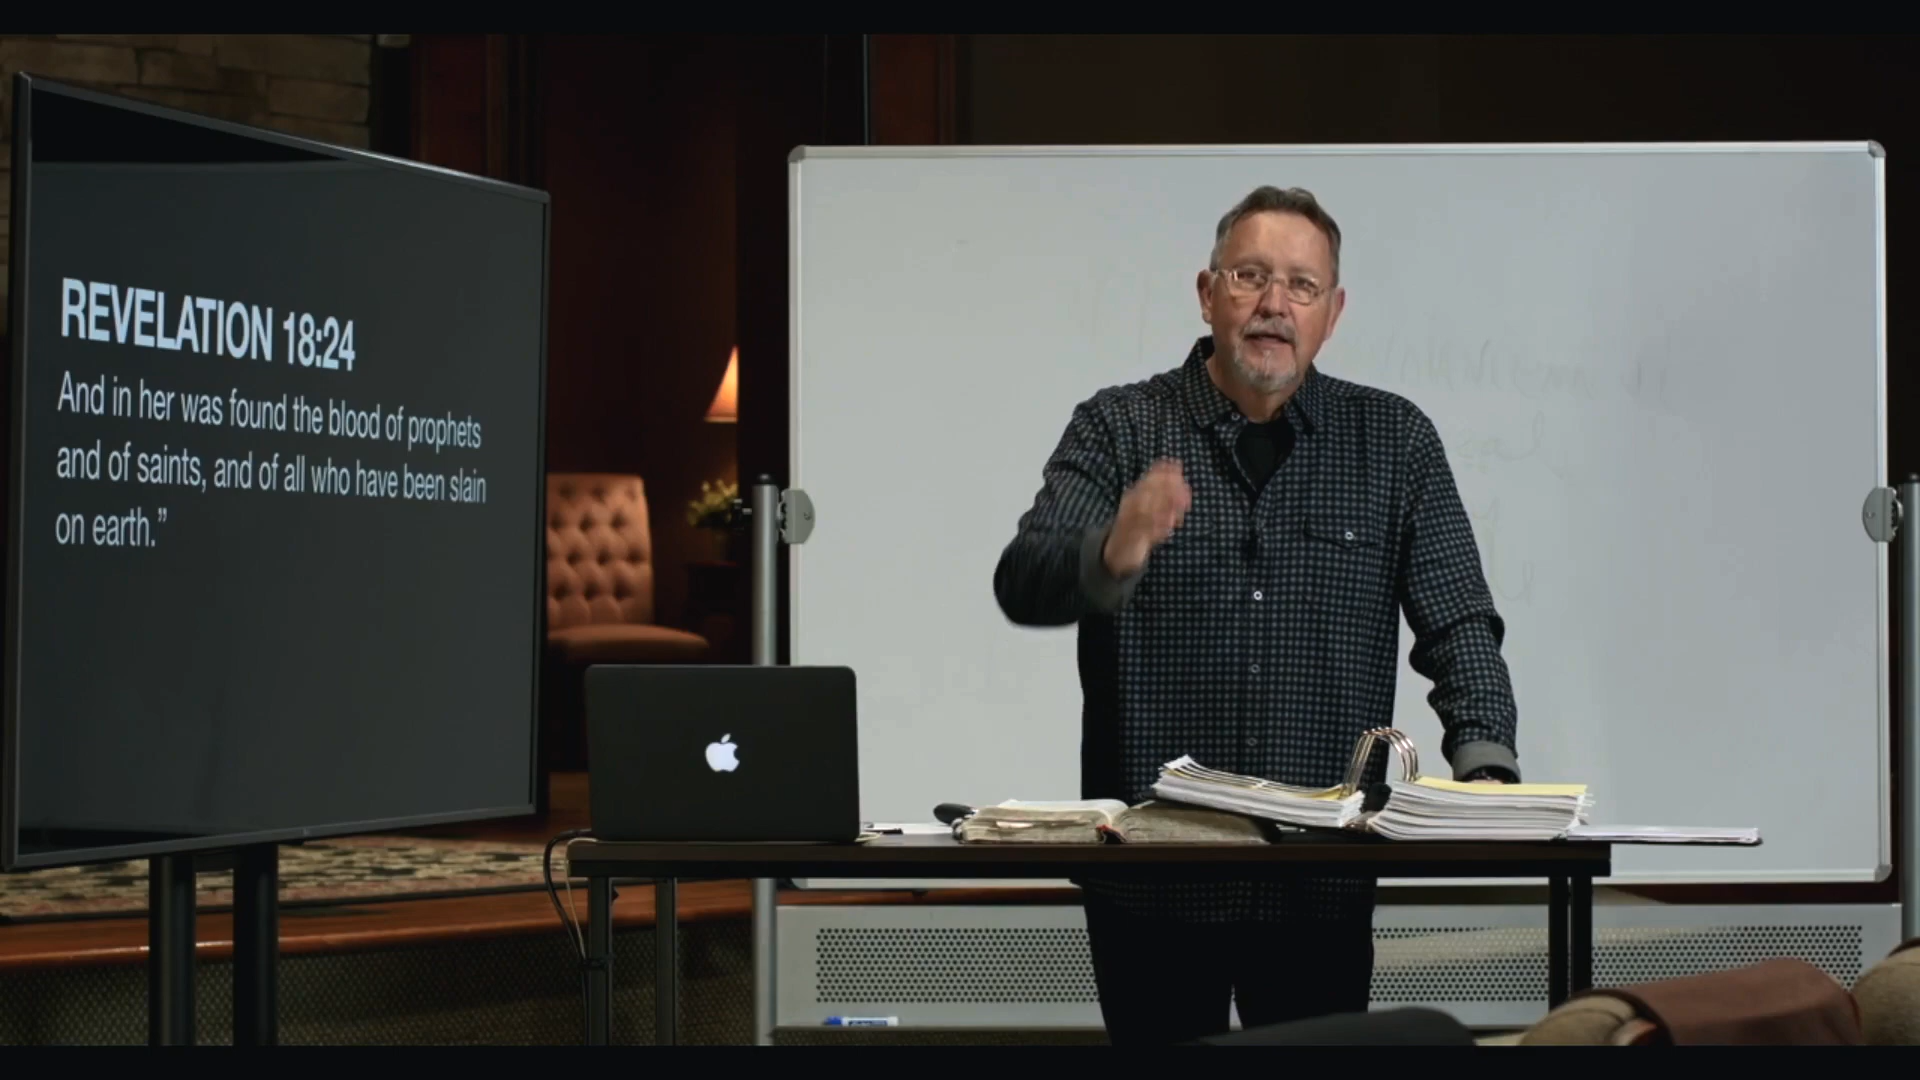 REVELATION 18:24
And in her was found the blood of prophets
and of saints, and of all who have been slain
on earth.”